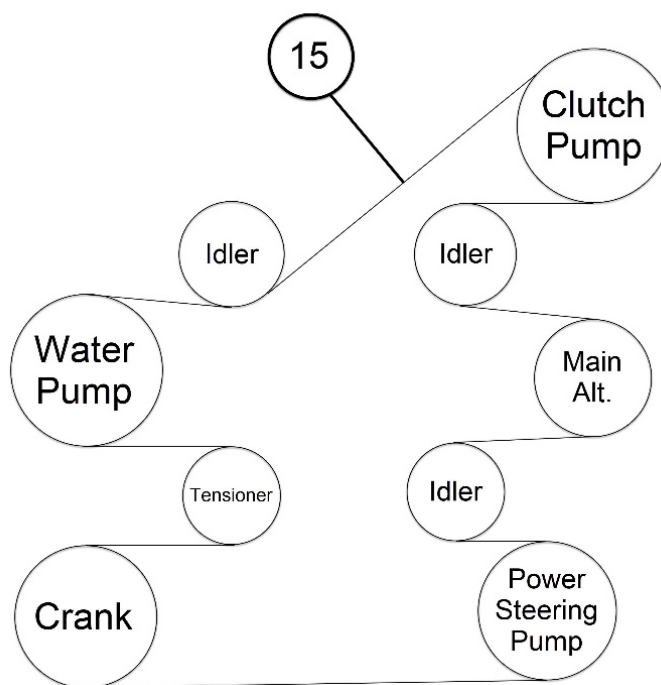 15
Clutch
Pump
Idler
Idler
Water
Pump
Main
Alt.
Tensioner
Idler
Crank
Power
Steering
Pump